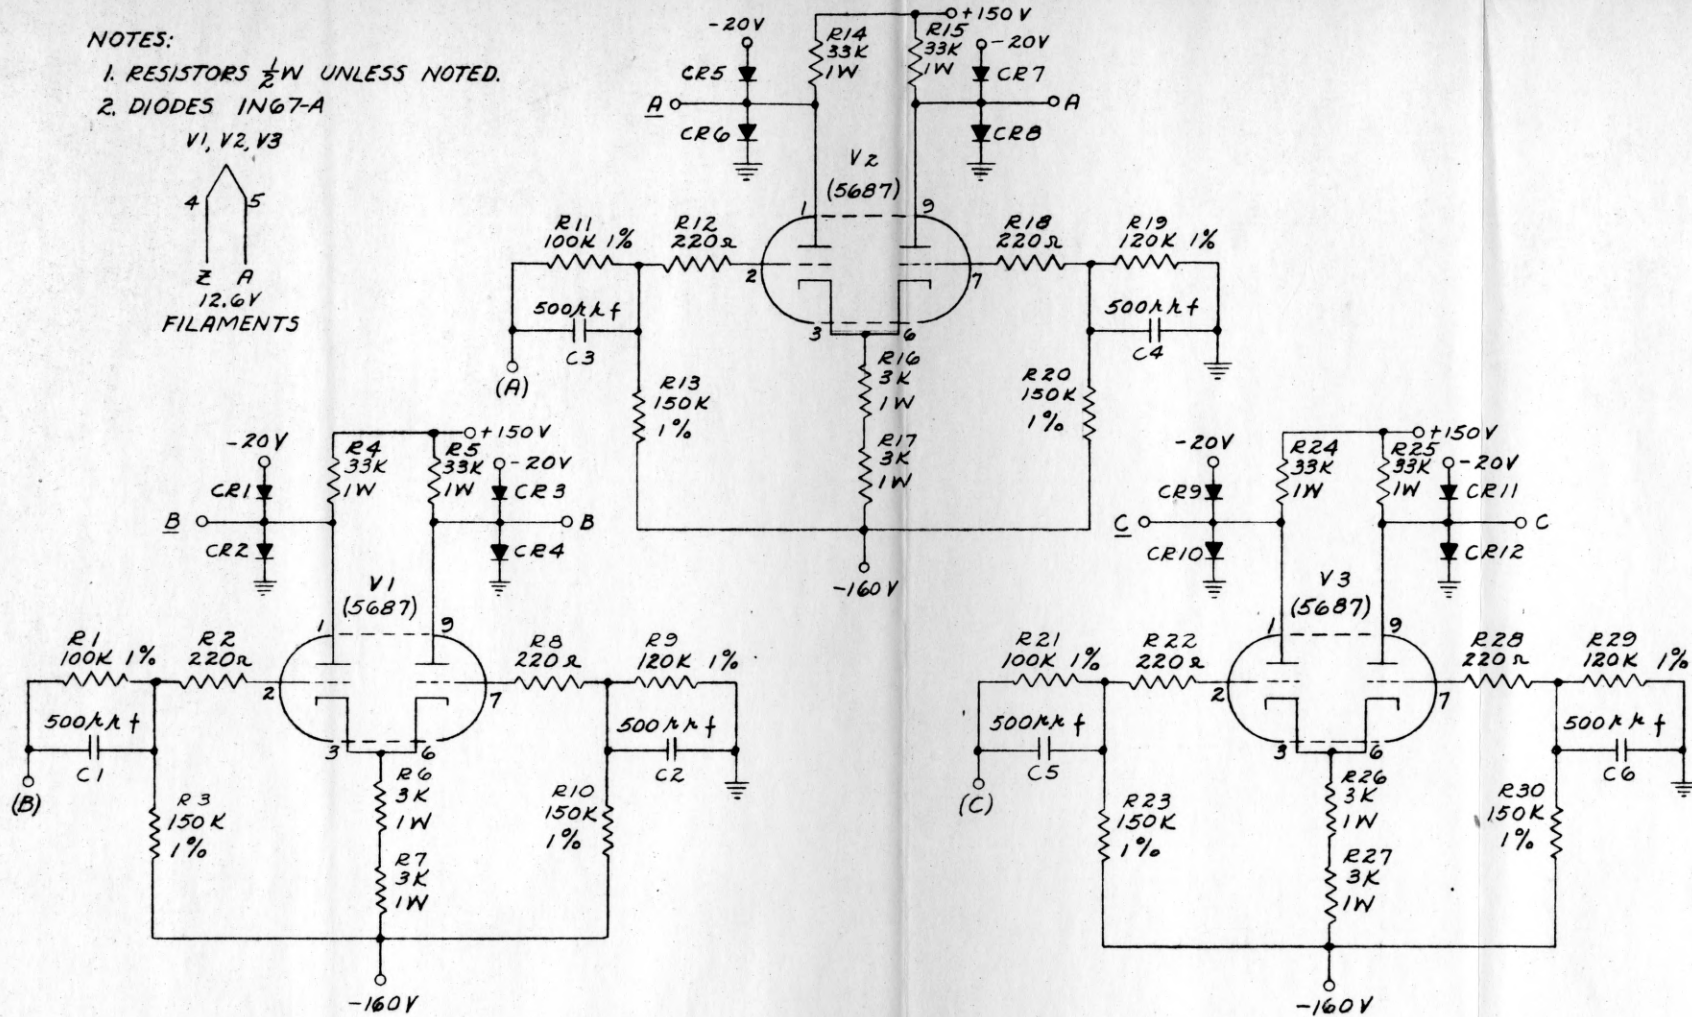 NOTES:
1. RESISTORS ½W UNLESS NOTED.
2. DIODES 1N67-A
V1, V2, V3
4 5
Z A
12.6V
FILAMENTS
-20V
CR5
A
CR6
R14
33K
1W
+150V
R15
33K
1W
-20V
CR7
A
CR8
V2
(5687)
1 9
R11
100K 1%
R12
220Ω
2
7
R18
220Ω
R19
120K 1%
500μμf
C3
(A)
3 6
500μμf
C4
R13
150K
1%
R16
3K
1W
R17
3K
1W
R20
150K
1%
-160V
-20V
CR1
B
CR2
R4
33K
1W
+150V
R5
33K
1W
-20V
CR3
B
CR4
V1
(5687)
1 9
R1
100K 1%
R2
220Ω
2
7
R8
220Ω
R9
120K 1%
500μμf
C1
(B)
3 6
500μμf
C2
R3
150K
1%
R6
3K
1W
R7
3K
1W
R10
150K
1%
-160V
-20V
CR9
C
CR10
R24
33K
1W
+150V
R25
33K
1W
-20V
CR11
C
CR12
V3
(5687)
1 9
R21
100K 1%
R22
220Ω
2
7
R28
220Ω
R29
120K 1%
500μμf
C5
(C)
3 6
500μμf
C6
R23
150K
1%
R26
3K
1W
R27
3K
1W
R30
150K
1%
-160V